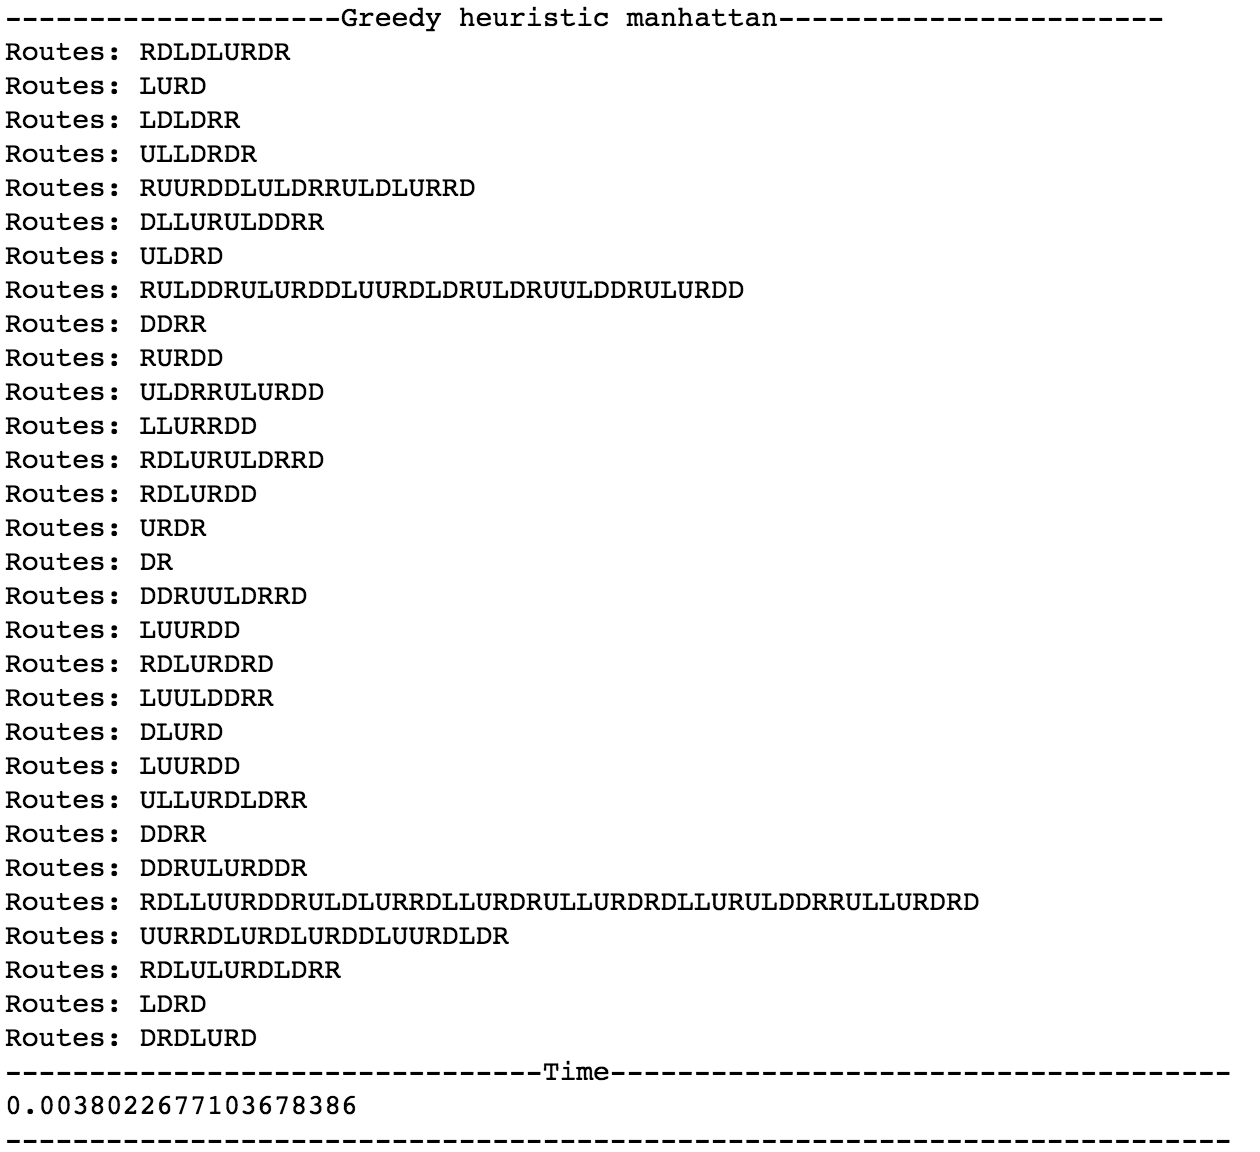 --------------------Greedy heuristic manhattan-----------------------
Routes: RDLDLURDR
Routes: LURD
Routes: LDLDRR
Routes: ULLDRDR
Routes: RUURDDLULDRRULDLURRD
Routes: DLLURULDDRR
Routes: ULDRD
Routes: RULDDRULURDDLUURDLDRULDRUULDDRULURDD
Routes: DDRR
Routes: RURDD
Routes: ULDRRULURDD
Routes: LLURRDD
Routes: RDLURULDRRD
Routes: RDLURDD
Routes: URDR
Routes: DR
Routes: DDRUULDRRD
Routes: LUURDD
Routes: RDLURDRD
Routes: LUULDDRR
Routes: DLURD
Routes: LUURDD
Routes: ULLURDLDRR
Routes: DDRR
Routes: DDRULURDDR
Routes: RDLLUURDDRULDLURRDLLURDRULLURDRDLLURULDDRRULLURDRD
Routes: UURRDLURDLURDDLUURDLDR
Routes: RDLULURDLDRR
Routes: LDRD
Routes: DRDLURD
--------------------------------Time-------------------------------------
0.0038022677103678386
-------------------------------------------------------------------------